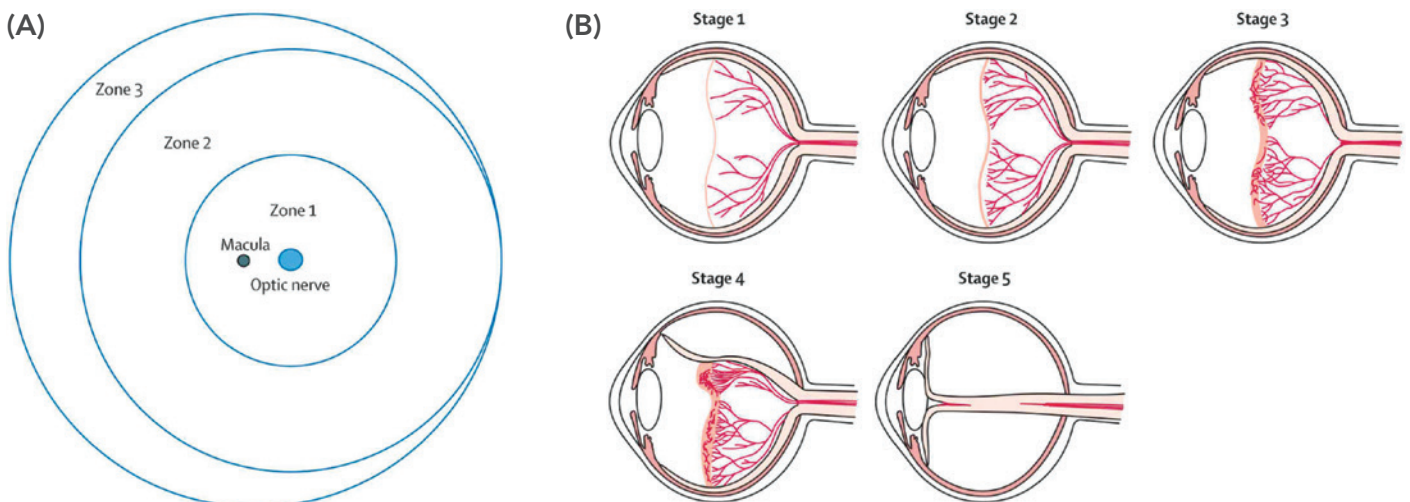 (A)
Zone 3
Zone 2
Zone 1
Macula
Optic nerve
(B)
Stage 1
Stage 2
Stage 3
Stage 4
Stage 5